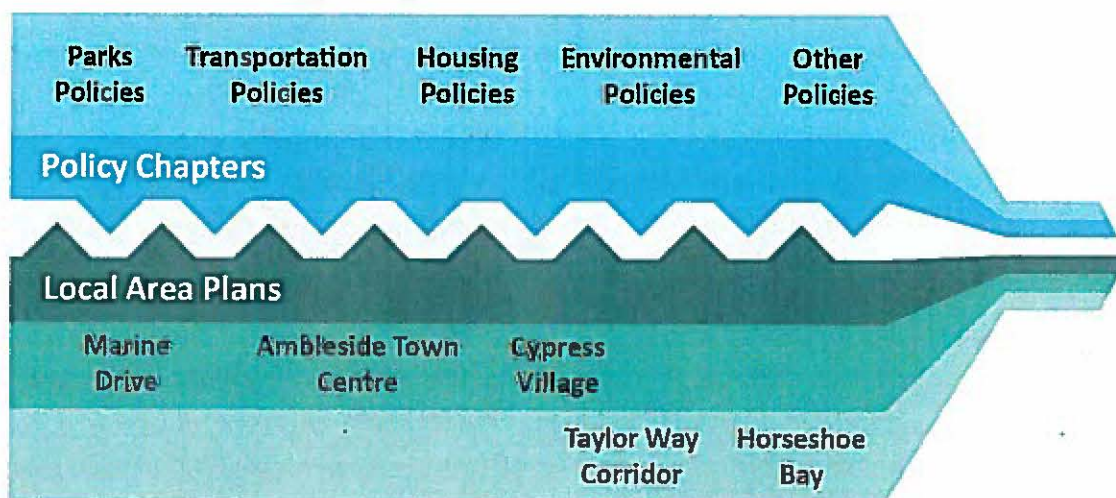 Parks Transportation Housing Environmental Other
Policies Policies Policies Policies Policies
Policy Chapters
Local Area Plans
Marine Ambleside Town Cypress
Drive Centre Village
Taylor Way Horseshoe
Corridor Bay